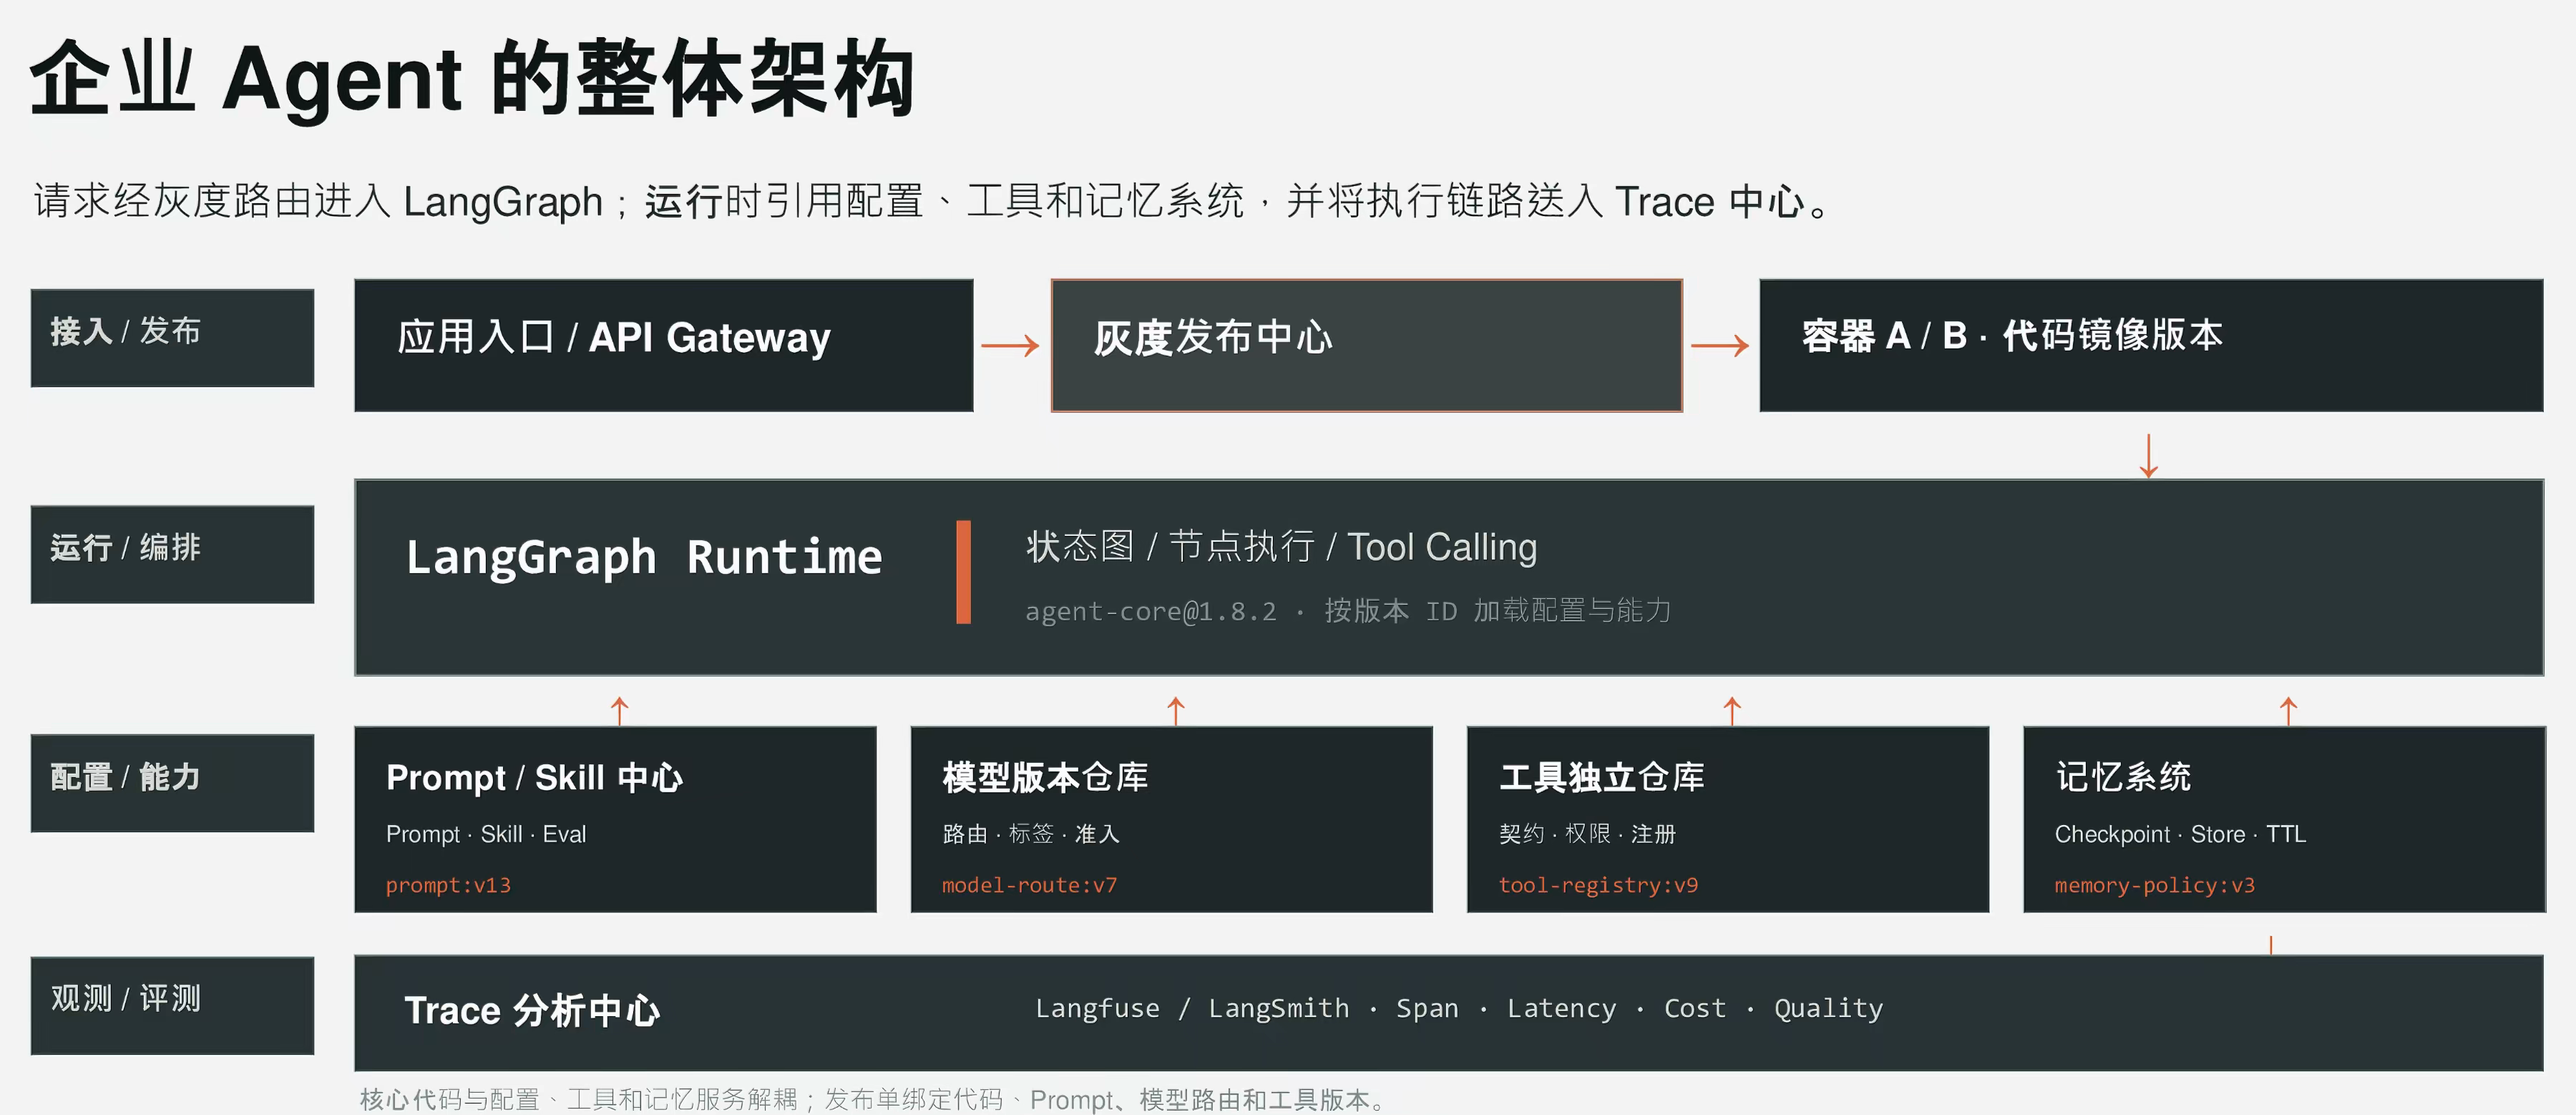 企业 Agent 的整体架构
请求经灰度路由进入 LangGraph；运行时引用配置、工具和记忆系统，并将执行链路送入 Trace 中心。
接入 / 发布
应用入口 / API Gateway
灰度发布中心
容器 A / B · 代码镜像版本
运行 / 编排
LangGraph Runtime
状态图 / 节点执行 / Tool Calling
agent-core@1.8.2 · 按版本 ID 加载配置与能力
配置 / 能力
Prompt / Skill 中心
Prompt · Skill · Eval
prompt:v13
模型版本仓库
路由 · 标签 · 准入
model-route:v7
工具独立仓库
契约 · 权限 · 注册
tool-registry:v9
记忆系统
Checkpoint · Store · TTL
memory-policy:v3
观测 / 评测
Trace 分析中心
Langfuse / LangSmith · Span · Latency · Cost · Quality
核心代码与配置、工具和记忆服务解耦；发布单绑定代码、Prompt、模型路由和工具版本。